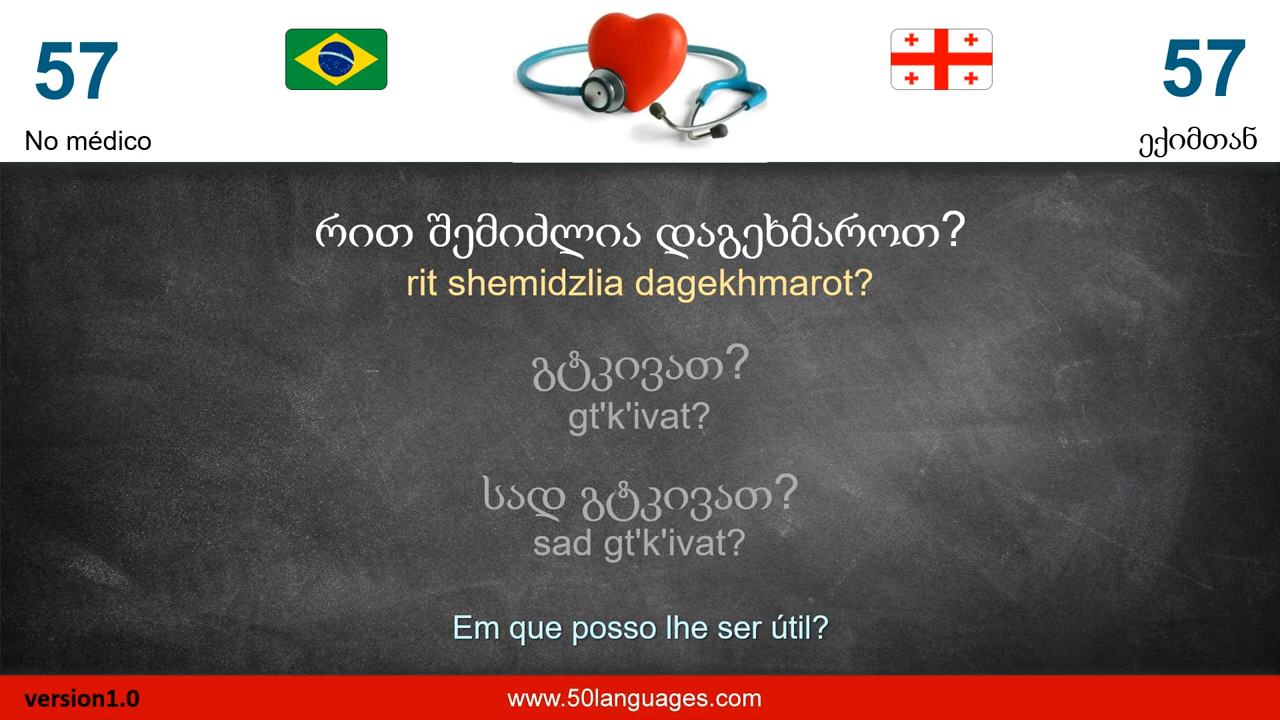 57
57
No médico
ექიმთან
რით შემიძლია დაგეხმაროთ?
rit shemidzlia dagekhmarot?
გტკივათ?
gt'k'ivat?
სად გტკივათ?
sad gt'k'ivat?
Em que posso lhe ser útil?
version1.0
www.50languages.com